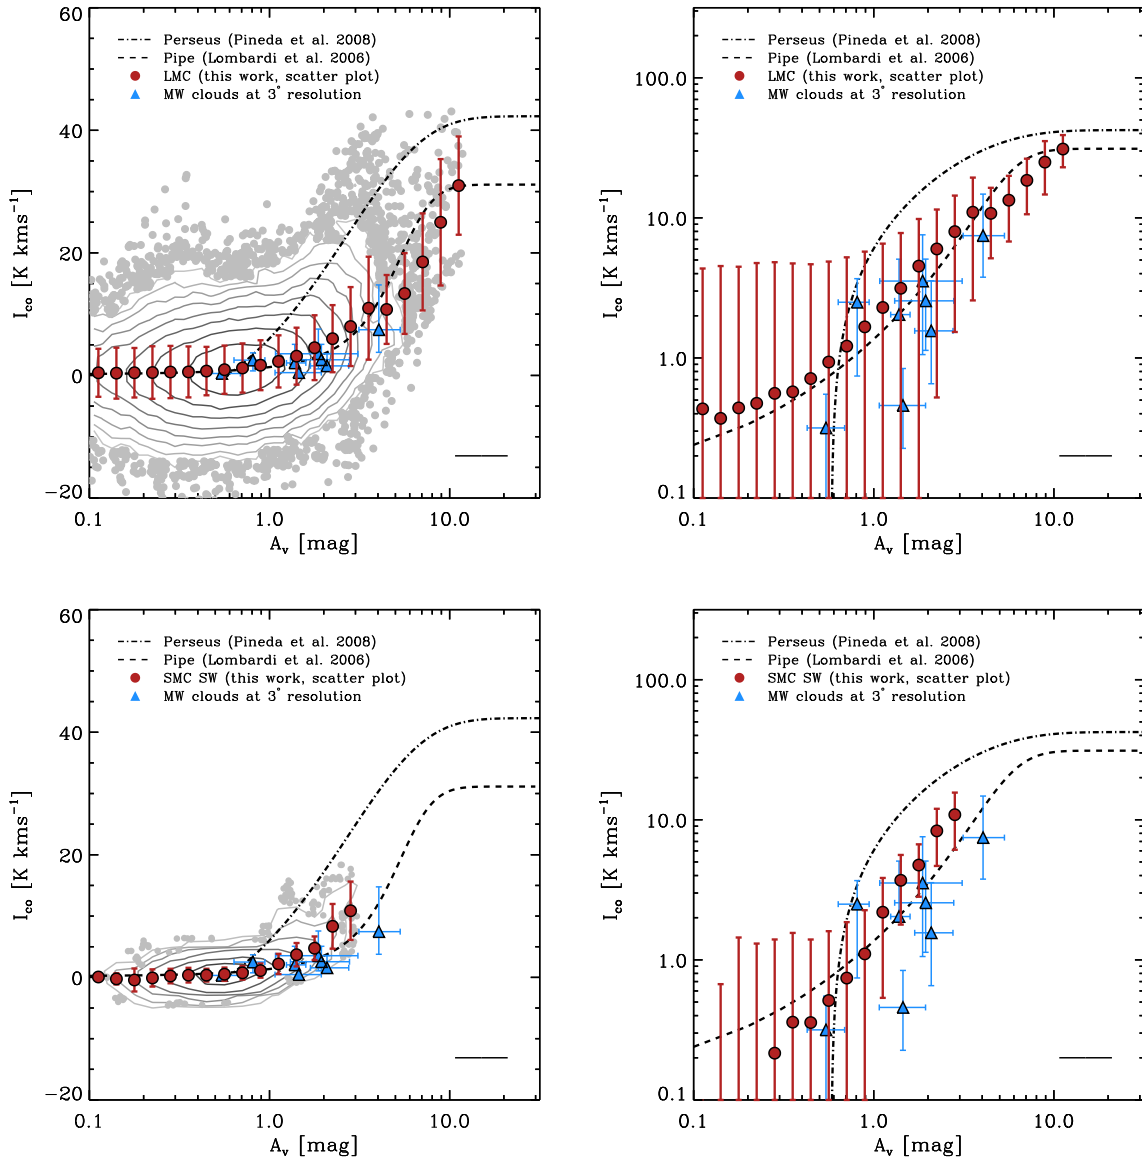 60
40
20
0
−20
I_co [K kms⁻¹]
Perseus (Pineda et al. 2008)
Pipe (Lombardi et al. 2006)
LMC (this work, scatter plot)
MW clouds at 3° resolution
0.1
1.0
10.0
A_v [mag]
100.0
10.0
1.0
0.1
I_co [K kms⁻¹]
Perseus (Pineda et al. 2008)
Pipe (Lombardi et al. 2006)
LMC (this work, scatter plot)
MW clouds at 3° resolution
0.1
1.0
10.0
A_v [mag]
60
40
20
0
−20
I_co [K kms⁻¹]
Perseus (Pineda et al. 2008)
Pipe (Lombardi et al. 2006)
SMC SW (this work, scatter plot)
MW clouds at 3° resolution
0.1
1.0
10.0
A_v [mag]
100.0
10.0
1.0
0.1
I_co [K kms⁻¹]
Perseus (Pineda et al. 2008)
Pipe (Lombardi et al. 2006)
SMC SW (this work, scatter plot)
MW clouds at 3° resolution
0.1
1.0
10.0
A_v [mag]